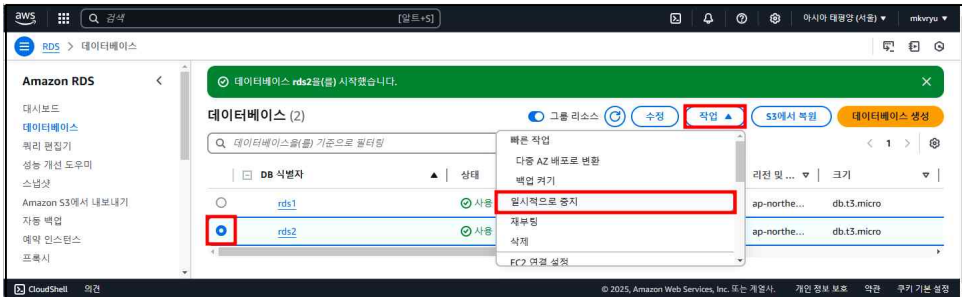 aws
검색
[알트+S]
아시아 태평양 (서울) ▼
mkvryu ▼
RDS > 데이터베이스
Amazon RDS
대시보드
데이터베이스
쿼리 편집기
성능 개선 도우미
스냅샷
Amazon S3에서 내보내기
자동 백업
예약 인스턴스
프록시
데이터베이스 rds2을(를) 시작했습니다.
데이터베이스 (2)
그룹 리소스
수정
작업 ▲
S3에서 복원
데이터베이스 생성
데이터베이스을(를) 기준으로 필터링
< 1 >
DB 식별자 ▲
상태
리전 및 ... ▼
크기 ▼
rds1
사용
ap-northe...
db.t3.micro
rds2
사용
ap-northe...
db.t3.micro
빠른 작업
다중 AZ 배포로 변환
백업 켜기
일시적으로 중지
재부팅
삭제
EC2 연결 설정
CloudShell
의견
© 2025, Amazon Web Services, Inc. 또는 계열사.
개인 정보 보호
약관
쿠키 기본 설정